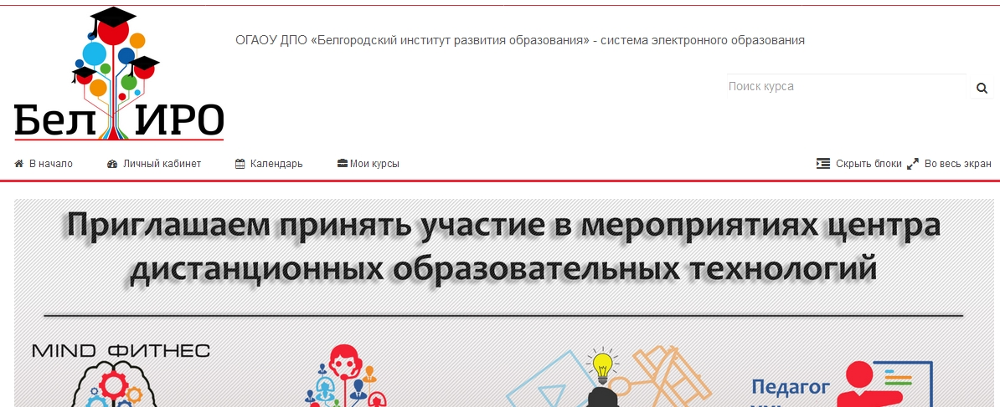 ОГАОУ ДПО «Белгородский институт развития образования» - система электронного образования
Поиск курса
Бел ИРО
В начало Личный кабинет Календарь Мои курсы Скрыть блоки Во весь экран
Приглашаем принять участие в мероприятиях центра
дистанционных образовательных технологий
MIND ФИТНЕС
Педагог